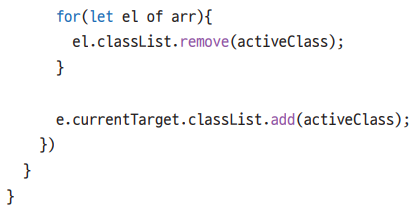 for(let el of arr){
el.classList.remove(activeClass);
}
e.currentTarget.classList.add(activeClass);
})
}
}